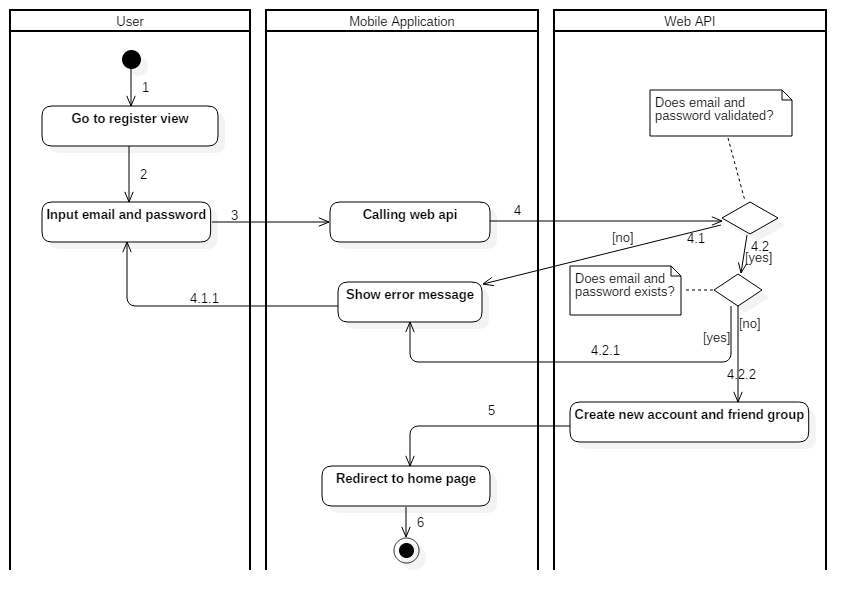 User
Mobile Application
Web API
1
Go to register view
Does email and
password validated?
2
Input email and password
3
Calling web api
4
[no]
4.1
4.2
[yes]
Does email and
password exists?
Show error message
4.1.1
[no]
[yes]
4.2.1
4.2.2
5
Create new account and friend group
Redirect to home page
6